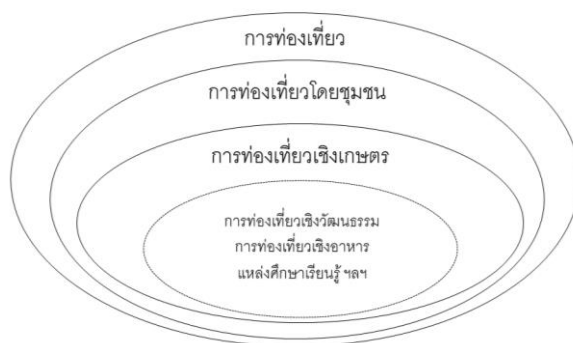 การท่องเที่ยว
การท่องเที่ยวโดยชุมชน
การท่องเที่ยวเชิงเกษตร
การท่องเที่ยวเชิงวัฒนธรรม
การท่องเที่ยวเชิงอาหาร
แหล่งศึกษาเรียนรู้ ฯลฯ